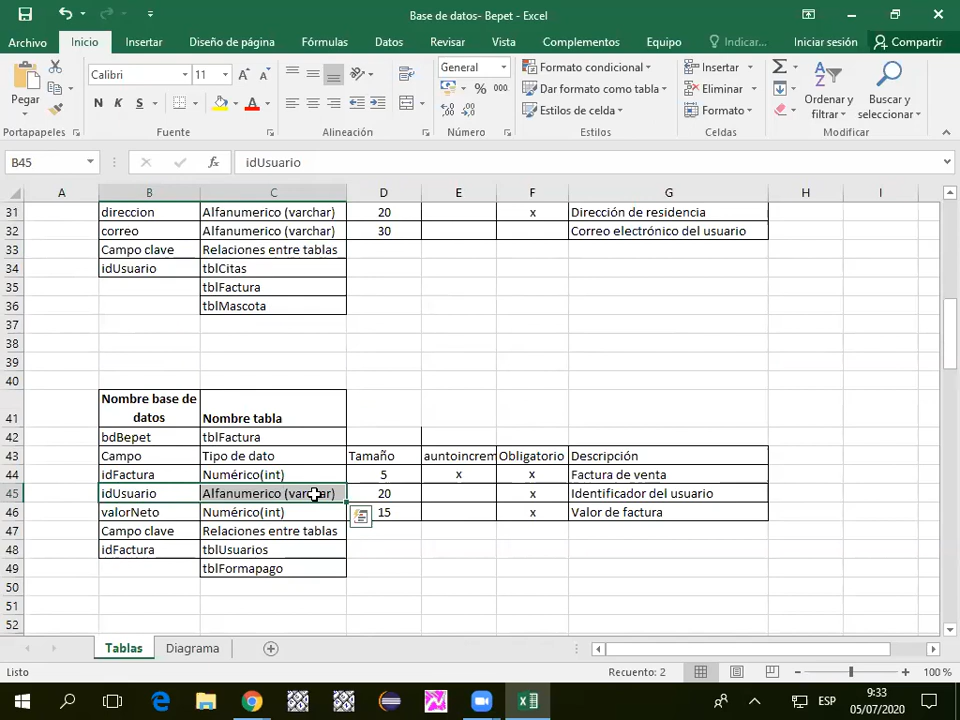 Base de datos- Bepet - Excel
Archivo Inicio Insertar Diseño de página Fórmulas Datos Revisar Vista Complementos Equipo Indicar... Iniciar sesión Compartir
Pegar
Calibri 11
N K S
General
% 000
Formato condicional
Dar formato como tabla
Estilos de celda
Insertar
Eliminar
Formato
Ordenar y filtrar
Buscar y seleccionar
Portapapeles Fuente Alineación Número Estilos Celdas Modificar
B45 fx idUsuario
A B C D E F G H I
31 direccion Alfanumerico (varchar) 20 x Dirección de residencia
32 correo Alfanumerico (varchar) 30 Correo electrónico del usuario
33 Campo clave Relaciones entre tablas
34 idUsuario tblCitas
35 tblFactura
36 tblMascota
37
38
39
40
41 Nombre base de datos Nombre tabla
42 bdBepet tblFactura
43 Campo Tipo de dato Tamaño auntoincrem Obligatorio Descripción
44 idFactura Numérico(int) 5 x x Factura de venta
45 idUsuario Alfanumerico (varchar) 20 x Identificador del usuario
46 valorNeto Numérico(int) 15 x Valor de factura
47 Campo clave Relaciones entre tablas
48 idFactura tblUsuarios
49 tblFormapago
50
51
52
Tablas Diagrama
Listo Recuento: 2 100 %
ESP 9:33
05/07/2020